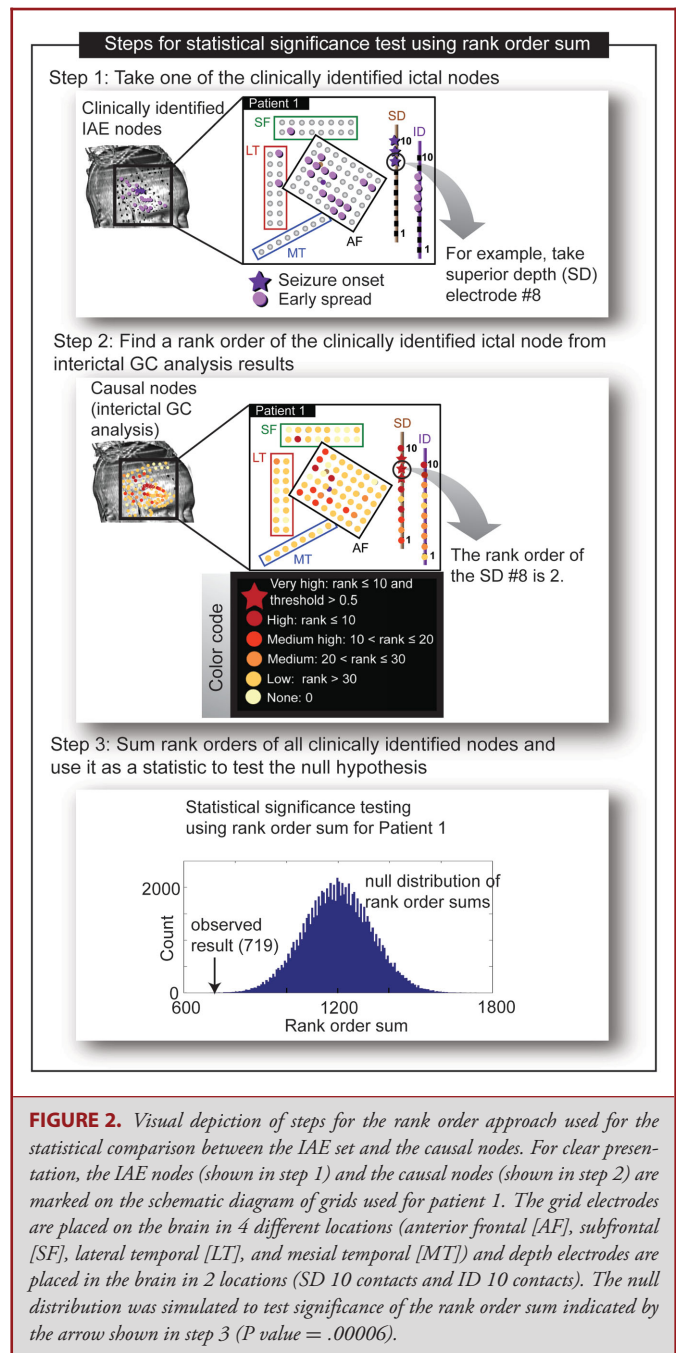 Steps for statistical significance test using rank order sum
Step 1: Take one of the clinically identified ictal nodes
Clinically identified
IAE nodes
Patient 1
SF
LT
MT
AF
SD
10
1
ID
10
1
Seizure onset
Early spread
For example, take
superior depth (SD)
electrode #8
Step 2: Find a rank order of the clinically identified ictal node from
interictal GC analysis results
Causal nodes
(interictal GC
analysis)
Patient 1
SF
LT
MT
AF
SD
10
1
ID
10
1
The rank order of
the SD #8 is 2.
Color code
Very high: rank ≤ 10 and
threshold > 0.5
High: rank ≤ 10
Medium high: 10 < rank ≤ 20
Medium: 20 < rank ≤ 30
Low: rank > 30
None: 0
Step 3: Sum rank orders of all clinically identified nodes and
use it as a statistic to test the null hypothesis
Statistical significance testing
using rank order sum for Patient 1
2000
0
Count
observed
result (719)
null distribution of
rank order sums
600
1200
1800
Rank order sum
FIGURE 2. Visual depiction of steps for the rank order approach used for the
statistical comparison between the IAE set and the causal nodes. For clear presen-
tation, the IAE nodes (shown in step 1) and the causal nodes (shown in step 2) are
marked on the schematic diagram of grids used for patient 1. The grid electrodes
are placed on the brain in 4 different locations (anterior frontal [AF], subfrontal
[SF], lateral temporal [LT], and mesial temporal [MT]) and depth electrodes are
placed in the brain in 2 locations (SD 10 contacts and ID 10 contacts). The null
distribution was simulated to test significance of the rank order sum indicated by
the arrow shown in step 3 (P value = .00006).